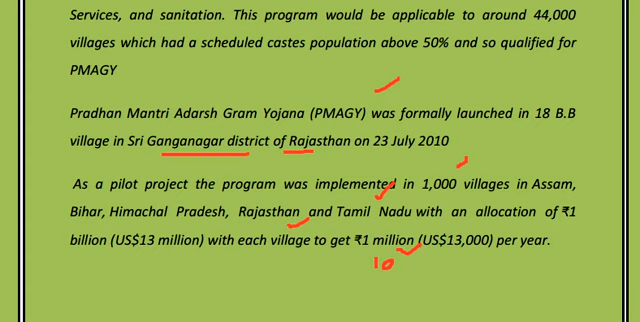 Services, and sanitation. This program would be applicable to around 44,000
villages which had a scheduled castes population above 50% and so qualified for
PMAGY
Pradhan Mantri Adarsh Gram Yojana (PMAGY) was formally launched in 18 B.B
village in Sri Ganganagar district of Rajasthan on 23 July 2010
As a pilot project the program was implemented in 1,000 villages in Assam,
Bihar, Himachal Pradesh, Rajasthan and Tamil Nadu with an allocation of ₹1
billion (US$13 million) with each village to get ₹1 million (US$13,000) per year.
10